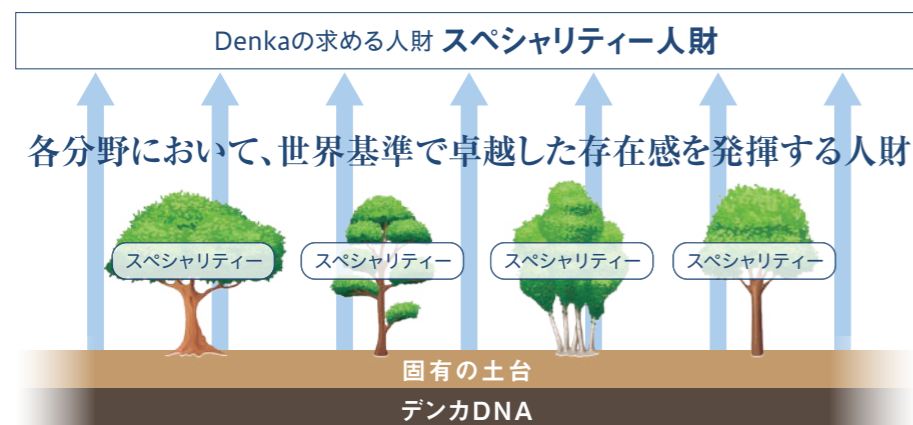 Denkaの求める人財 スペシャリティー人財
各分野において、世界基準で卓越した存在感を発揮する人財
スペシャリティー
スペシャリティー
スペシャリティー
スペシャリティー
固有の土台
デンカDNA